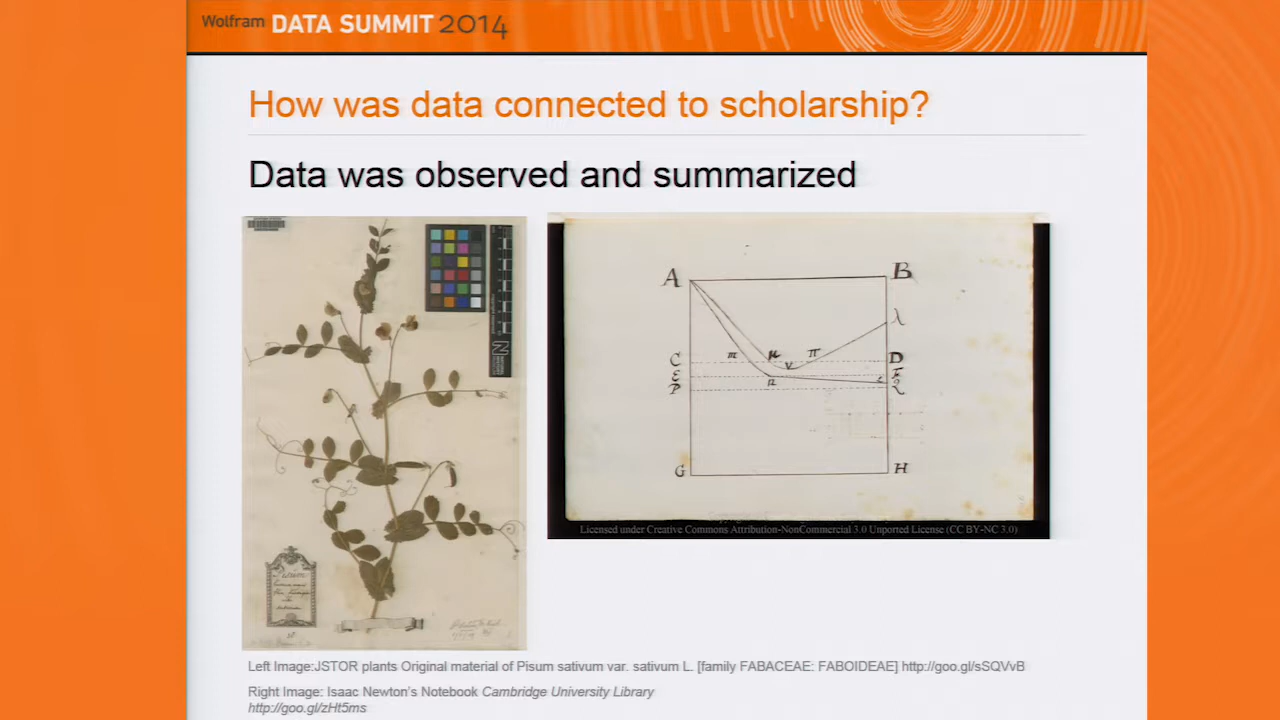 Wolfram DATA SUMMIT 2014
How was data connected to scholarship?
Data was observed and summarized
A B
λ
C m μ π D
v
E
n
P
G H
Licensed under Creative Commons Attribution-NonCommercial 3.0 Unported License (CC BY-NC 3.0)
Left Image:JSTOR plants Original material of Pisum sativum var. sativum L. [family FABACEAE: FABOIDEAE] http://goo.gl/sSQVvB
Right Image: Isaac Newton's Notebook Cambridge University Library
http://goo.gl/zHt5ms